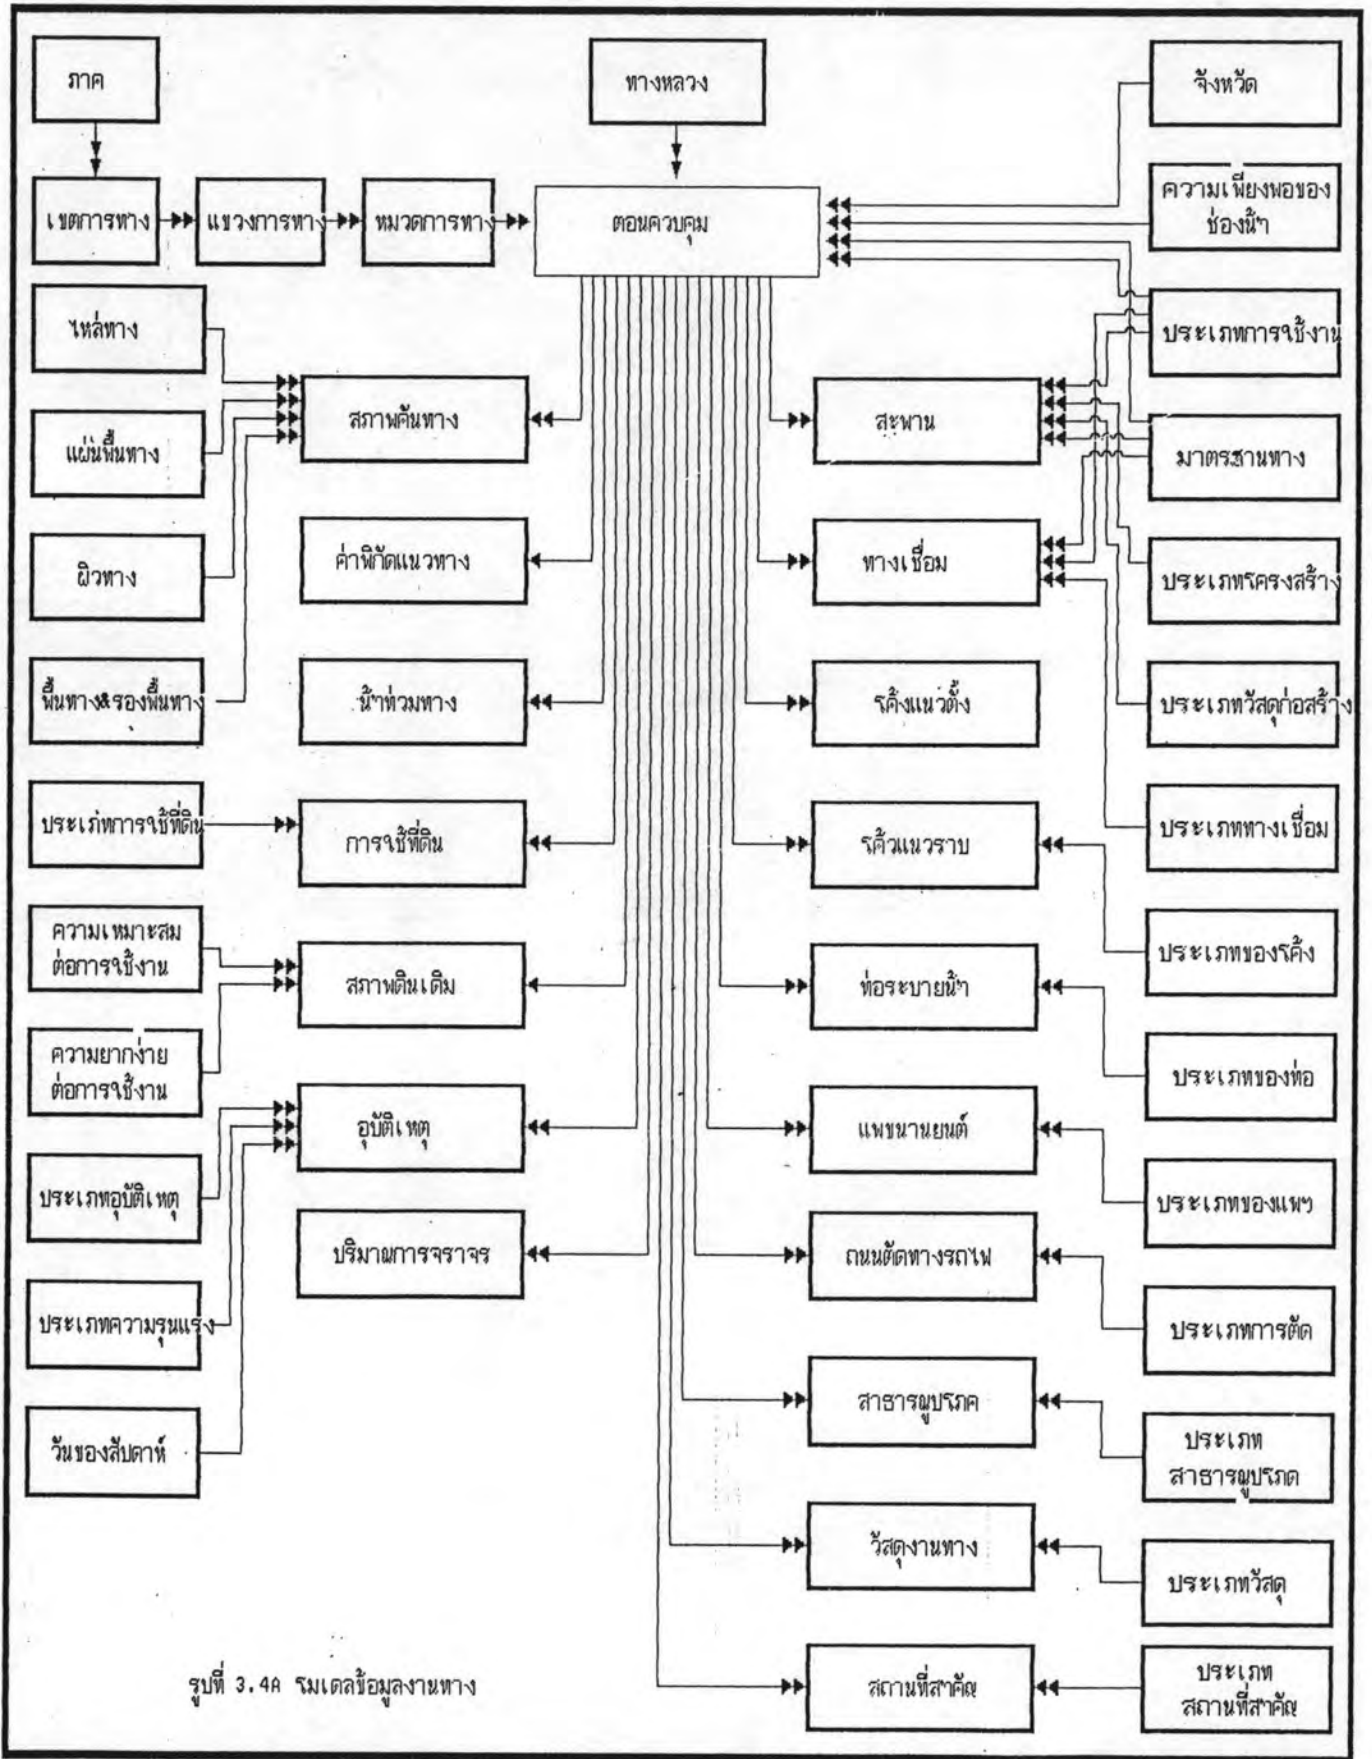 ภาค
ทางหลวง
จังหวัด
เขตการทาง
แขวงการทาง
หมวดการทาง
ตอนควบคุม
ความเพียงพอของ
ช่องน้ำ
ไหล่ทาง
ประเภทการใช้งาน
สภาพคันทาง
สะพาน
แผ่นพื้นทาง
มาตรฐานทาง
ผิวทาง
ค่าพิกัดแนวทาง
ทางเชื่อม
ประเภทโครงสร้าง
พื้นทาง&รองพื้นทาง
น้ำท่วมทาง
โค้งแนวตั้ง
ประเภทวัสดุก่อสร้าง
ประเภทการใช้ที่ดิน
การใช้ที่ดิน
โค้วแนวราบ
ประเภททางเชื่อม
ความเหมาะสม
ต่อการใช้งาน
สภาพดินเดิม
ท่อระบายน้ำ
ประเภทของโค้ง
ความยากง่าย
ต่อการใช้งาน
อุบัติเหตุ
แพขนานยนต์
ประเภทของท่อ
ประเภทอุบัติเหตุ
ประเภทของแพฯ
ปริมาณการจราจร
ถนนตัดทางรถไฟ
ประเภทความรุนแรง
ประเภทการตัด
วันของสัปดาห์
สาธารณูปโภค
ประเภท
สาธารณูปโภค
วัสดุงานทาง
ประเภทวัสดุ
สถานที่สำคัญ
ประเภท
สถานที่สำคัญ
รูปที่ 3.4A โมเดลข้อมูลงานทาง